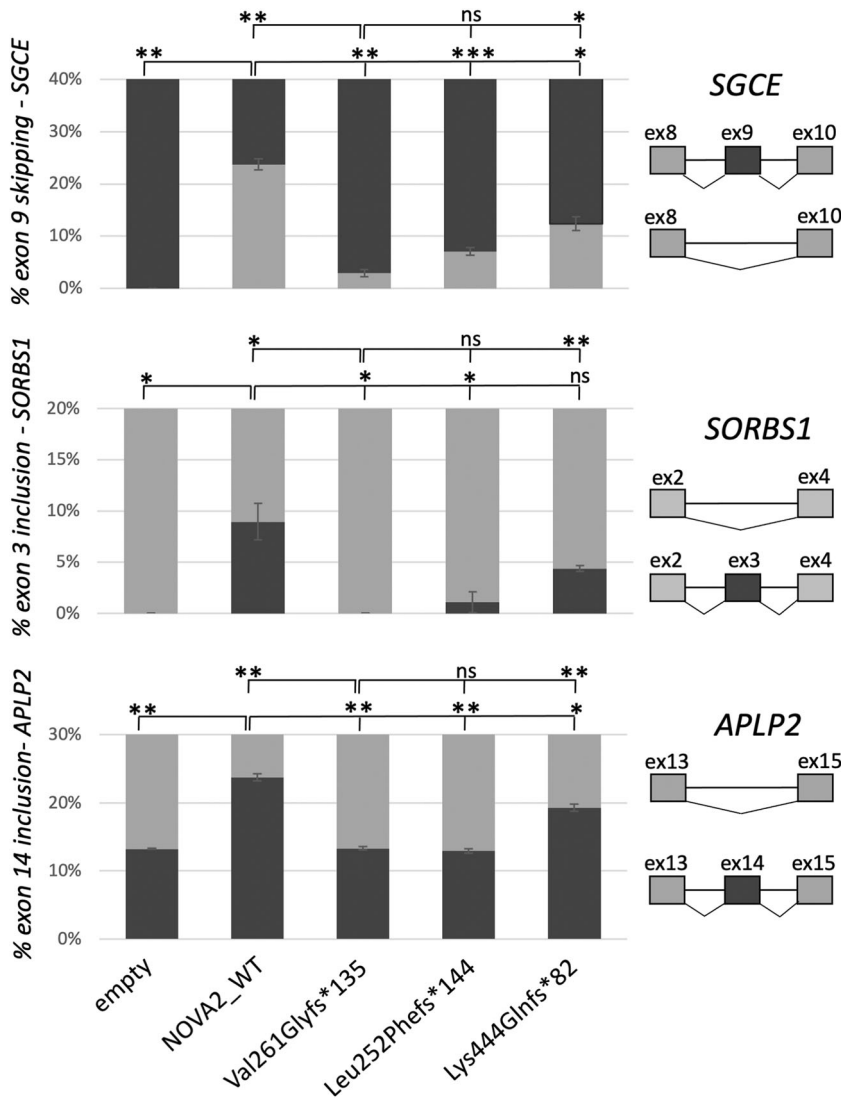 ** ns *
** ** *** *
% exon 9 skipping - SGCE
40%
30%
20%
10%
0%
SGCE
ex8 ex9 ex10
ex8 ex10
* ns **
* * * ns
% exon 3 inclusion - SORBS1
20%
15%
10%
5%
0%
SORBS1
ex2 ex4
ex2 ex3 ex4
** ns **
** ** ** *
% exon 14 inclusion- APLP2
30%
20%
10%
0%
APLP2
ex13 ex15
ex13 ex14 ex15
empty
NOVA2_WT
Val261Glyfs*135
Leu252Phefs*144
Lys444Glnfs*82